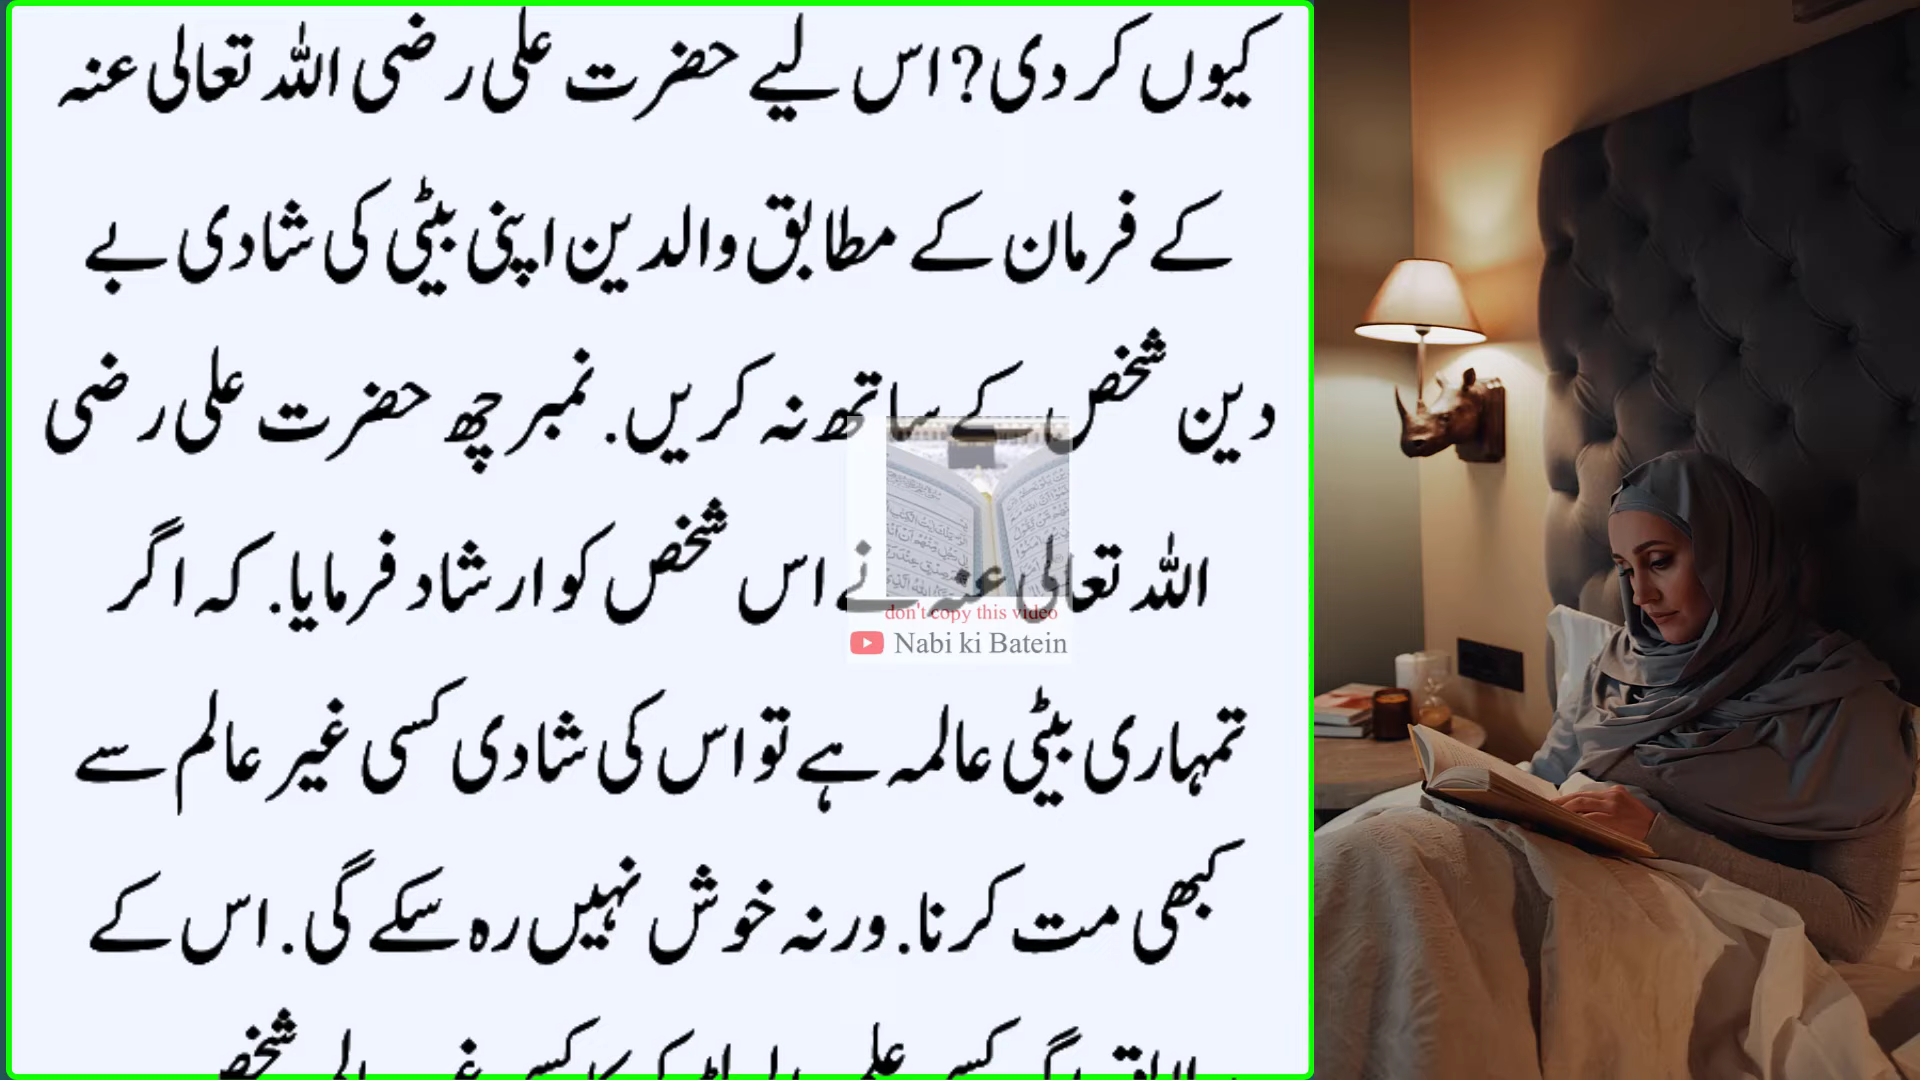 کیوں کر دی? اس لیے حضرت علی رضی اللہ تعالی عنہ
کے فرمان کے مطابق والدین اپنی بیٹی کی شادی بے
دین شخص کے ساتھ نہ کریں. نمبر چھ حضرت علی رضی
اللہ تعالی عنہ نے اس شخص کو ارشاد فرمایا. کہ اگر
تمہاری بیٹی عالمہ ہے تو اس کی شادی کسی غیر عالم سے
کبھی مت کرنا. ورنہ خوش نہیں رہ سکے گی. اس کے
don't copy this video
Nabi ki Batein